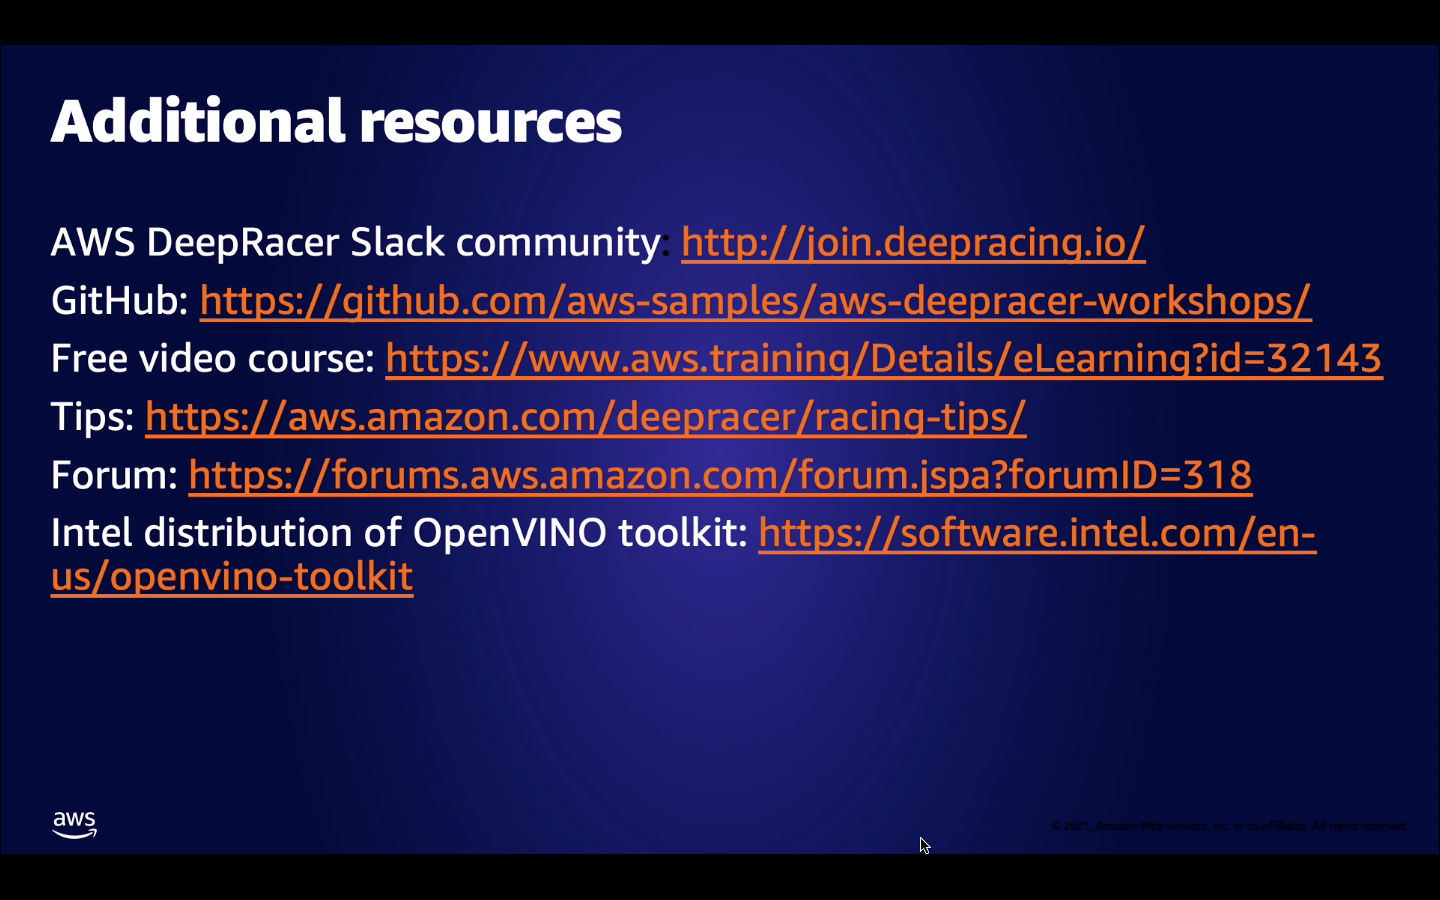 Additional resources
AWS DeepRacer Slack community: http://join.deepracing.io/
GitHub: https://github.com/aws-samples/aws-deepracer-workshops/
Free video course: https://www.aws.training/Details/eLearning?id=32143
Tips: https://aws.amazon.com/deepracer/racing-tips/
Forum: https://forums.aws.amazon.com/forum.jspa?forumID=318
Intel distribution of OpenVINO toolkit: https://software.intel.com/en-
us/openvino-toolkit
aws
© 2021, Amazon Web Services, Inc. or its affiliates. All rights reserved.